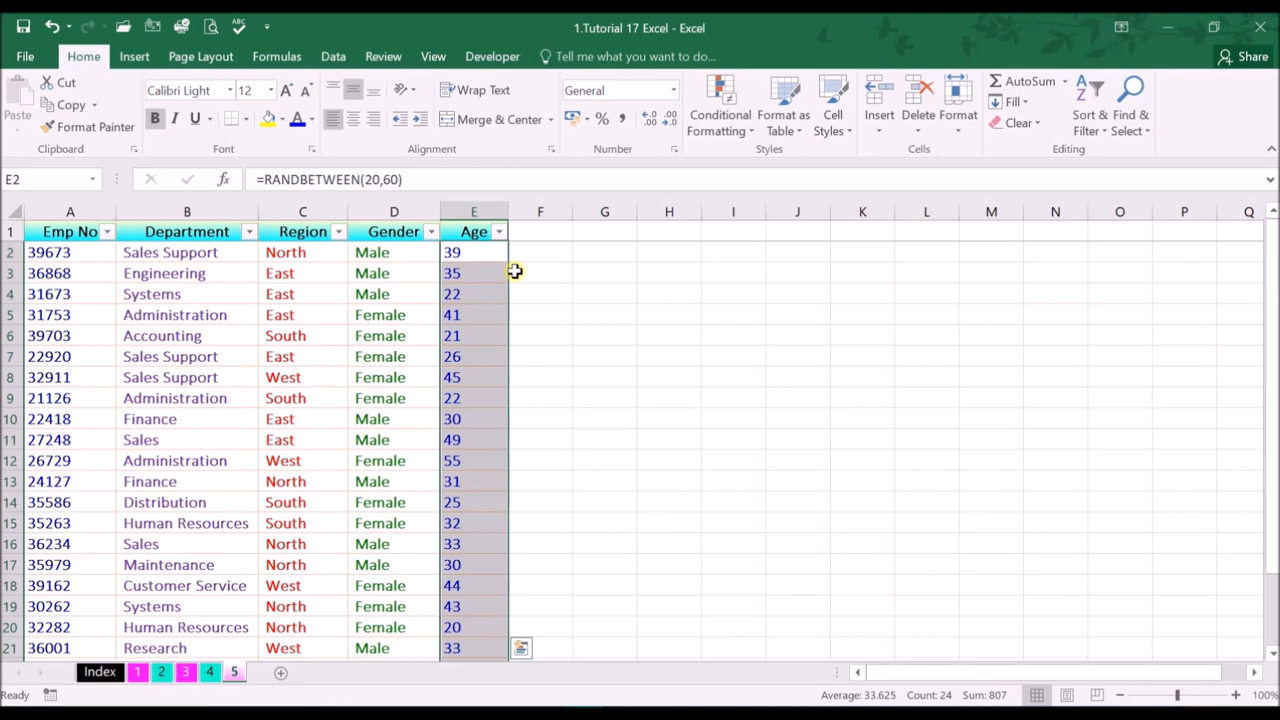 1.Tutorial 17 Excel - Excel
File Home Insert Page Layout Formulas Data Review View Developer Tell me what you want to do... Share
Cut
Copy
Format Painter
Paste
Clipboard
Calibri Light 12
B I U A
Font
Wrap Text
Merge & Center
Alignment
General
Number
Conditional Formatting
Format as Table
Cell Styles
Styles
Insert Delete Format
Cells
AutoSum
Fill
Clear
Sort & Filter
Find & Select
Editing
E2 fx =RANDBETWEEN(20,60)
A B C D E F G H I J K L M N O P Q
1 Emp No Department Region Gender Age
2 39673 Sales Support North Male 39
3 36868 Engineering East Male 35
4 31673 Systems East Male 22
5 31753 Administration East Female 41
6 39703 Accounting South Female 21
7 22920 Sales Support East Female 26
8 32911 Sales Support West Female 45
9 21126 Administration South Female 22
10 22418 Finance East Male 30
11 27248 Sales East Male 49
12 26729 Administration West Female 55
13 24127 Finance North Male 31
14 35586 Distribution South Female 25
15 35263 Human Resources South Female 32
16 36234 Sales North Male 33
17 35979 Maintenance North Male 30
18 39162 Customer Service West Female 44
19 30262 Systems North Female 43
20 32282 Human Resources North Female 20
21 36001 Research West Male 33
Index 1 2 3 4 5
Ready Average: 33.625 Count: 24 Sum: 807 100%